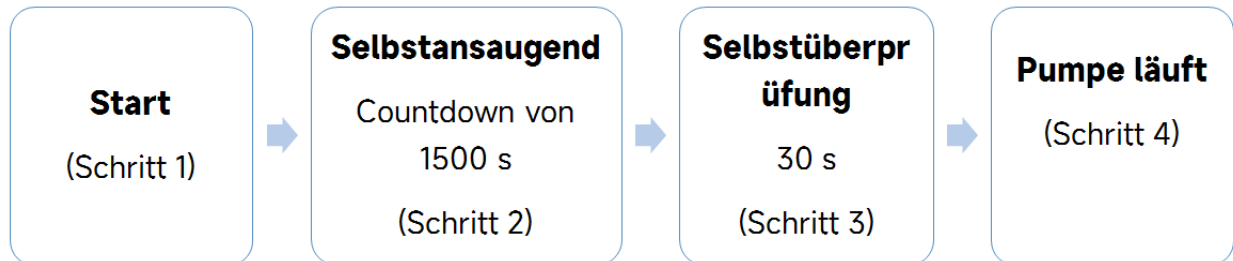 Start
(Schritt 1)
Selbstansaugend
Countdown von
1500 s
(Schritt 2)
Selbstüberpr
üfung
30 s
(Schritt 3)
Pumpe läuft
(Schritt 4)